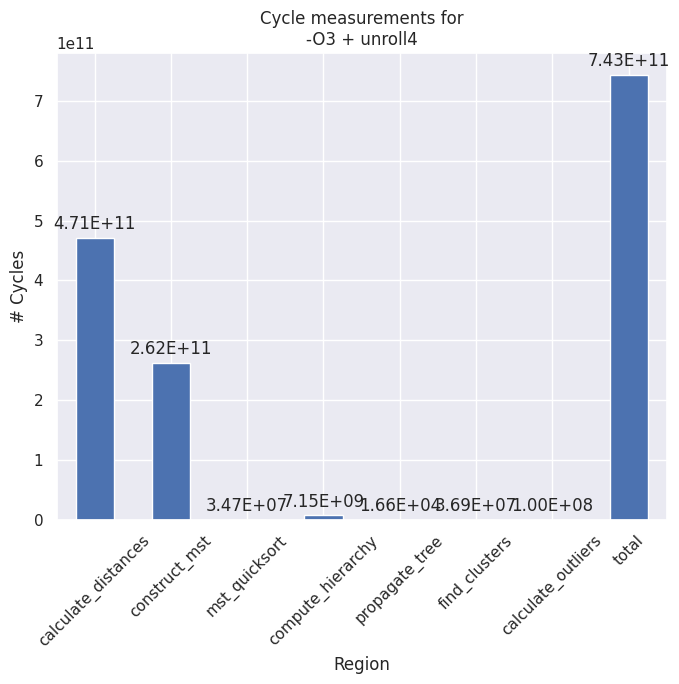 Cycle measurements for
-O3 + unroll4
1e11
7.43E+11
7
6
5
4.71E+11
4
3
2.62E+11
2
1
3.47E+07
7.15E+09
1.66E+04
3.69E+07
1.00E+08
0
# Cycles
calculate_distances
construct_mst
mst_quicksort
compute_hierarchy
propagate_tree
find_clusters
calculate_outliers
total
Region